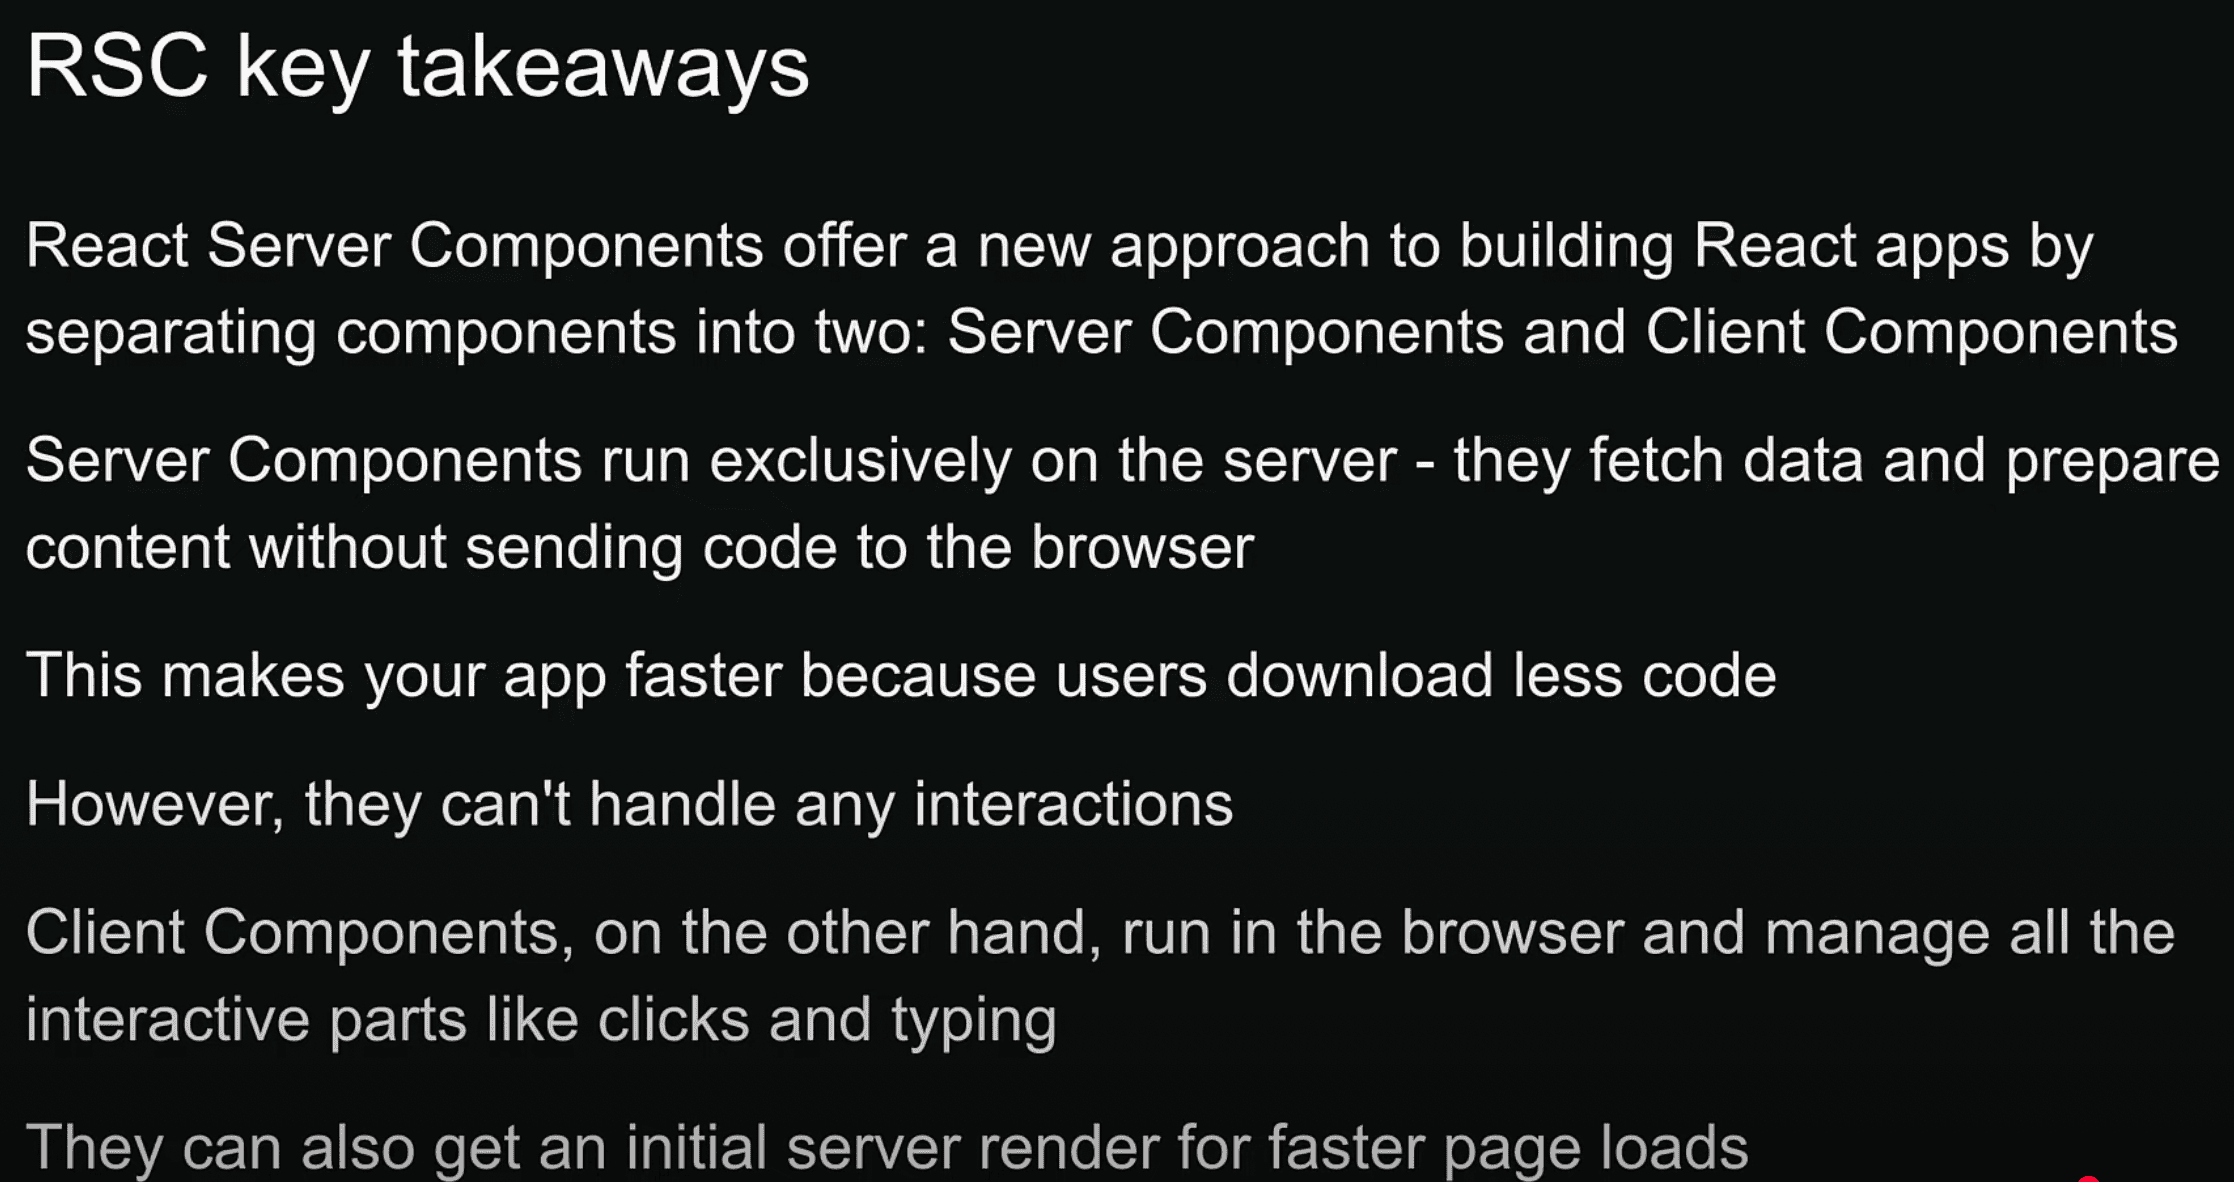 RSC key takeaways
React Server Components offer a new approach to building React apps by
separating components into two: Server Components and Client Components
Server Components run exclusively on the server - they fetch data and prepare
content without sending code to the browser
This makes your app faster because users download less code
However, they can't handle any interactions
Client Components, on the other hand, run in the browser and manage all the
interactive parts like clicks and typing
They can also get an initial server render for faster page loads